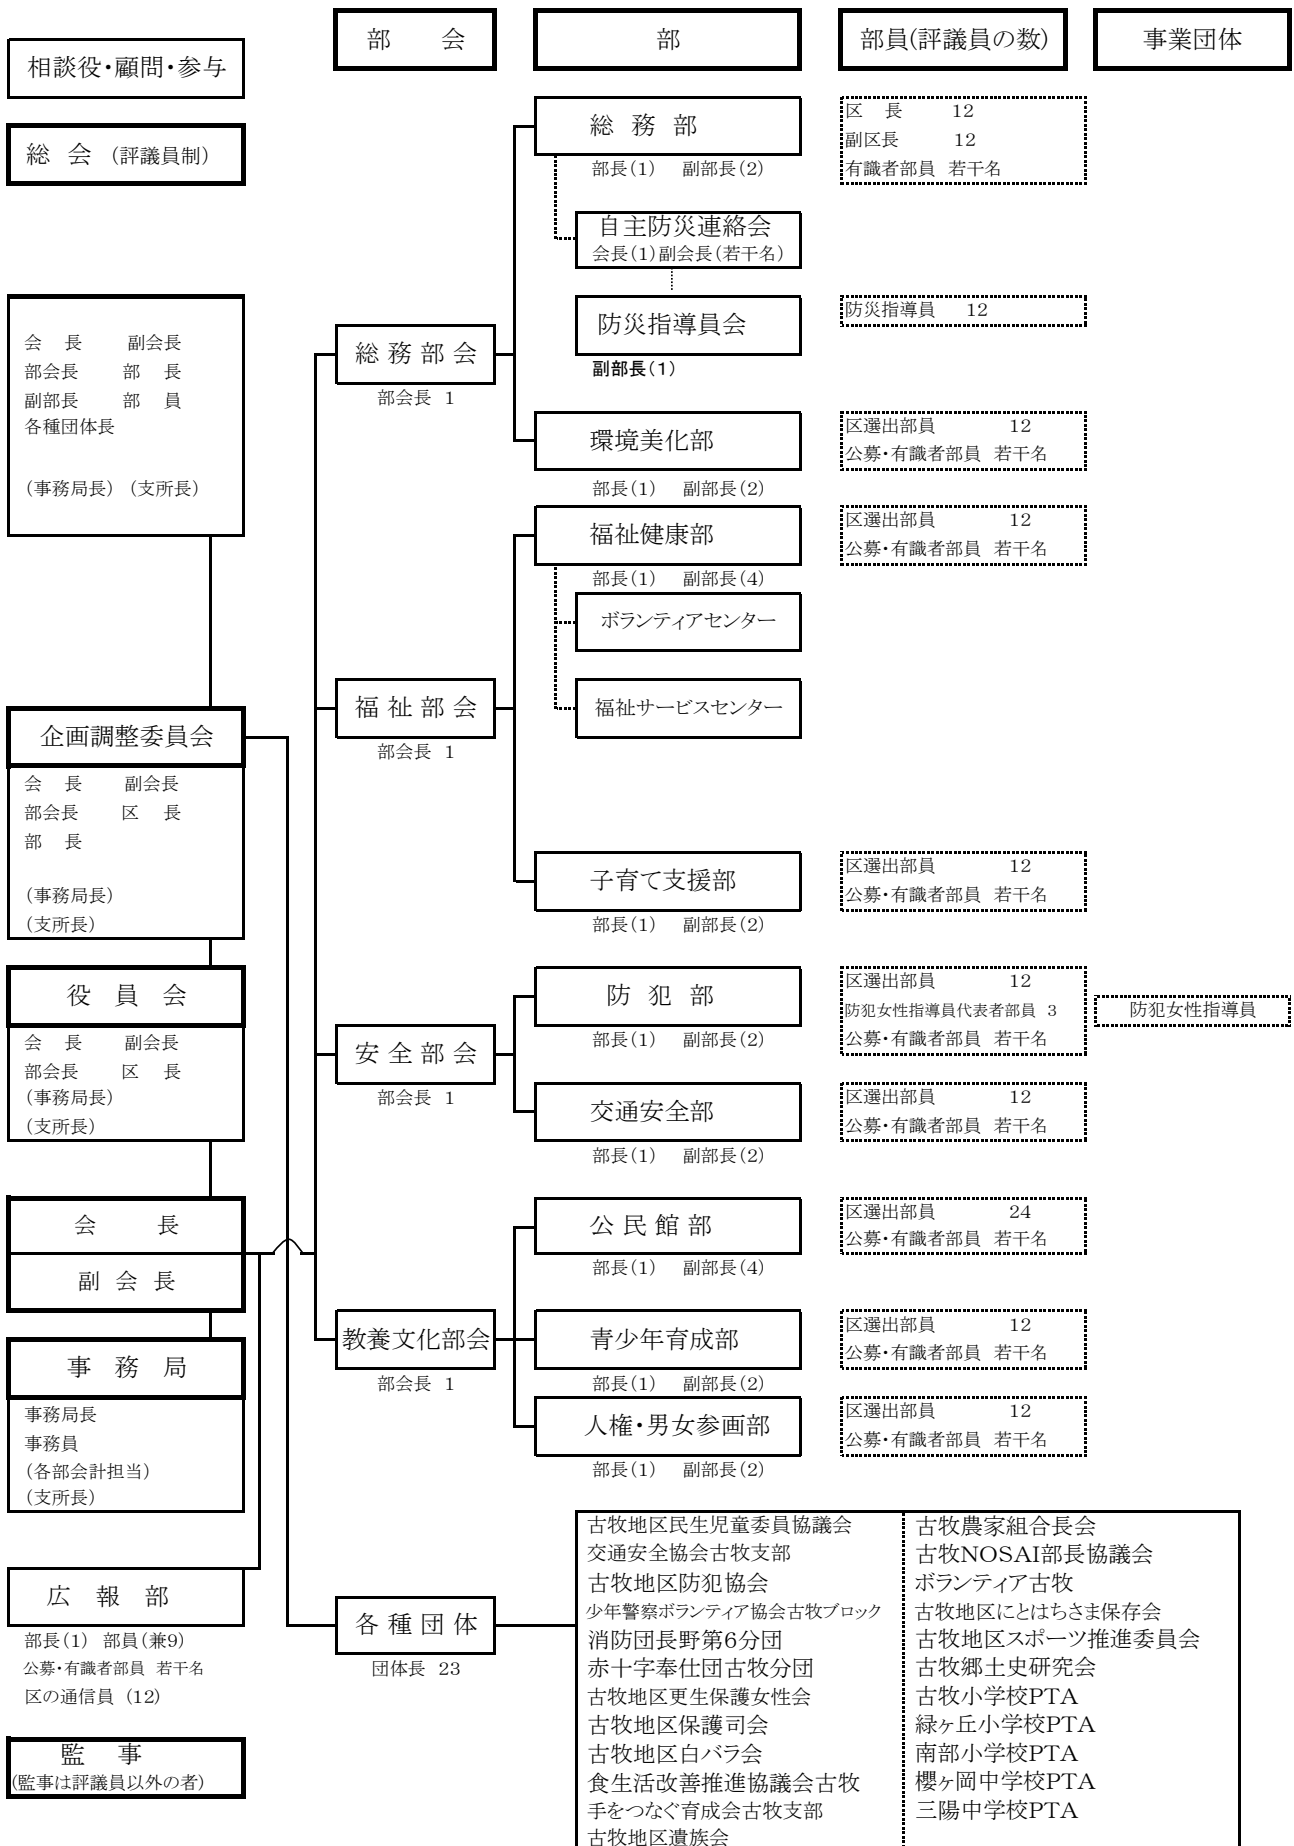 相談役・顧問・参与
総 会 (評議員制)
会 長 副会長
部会長 部 長
副部長 部 員
各種団体長
(事務局長) (支所長)
企画調整委員会
会 長 副会長
部会長 区 長
部 長
(事務局長)
(支所長)
役 員 会
会 長 副会長
部会長 区 長
(事務局長)
(支所長)
会 長
副 会 長
事 務 局
事務局長
事務員
(各部会計担当)
(支所長)
広 報 部
部長(1) 部員(兼9)
公募・有識者部員 若干名
区の通信員 (12)
監 事
(監事は評議員以外の者)
部 会
総 務 部 会
部会長 1
福 祉 部 会
部会長 1
安 全 部 会
部会長 1
教養文化部会
部会長 1
各 種 団 体
団体長 23
部
総 務 部
部長(1) 副部長(2)
自主防災連絡会
会長(1)副会長(若干名)
防災指導員会
副部長(1)
環境美化部
部長(1) 副部長(2)
福祉健康部
部長(1) 副部長(4)
ボランティアセンター
福祉サービスセンター
子育て支援部
部長(1) 副部長(2)
防 犯 部
部長(1) 副部長(2)
交通安全部
部長(1) 副部長(2)
公 民 館 部
部長(1) 副部長(4)
青少年育成部
部長(1) 副部長(2)
人権・男女参画部
部長(1) 副部長(2)
部員(評議員の数)
区 長 12
副区長 12
有識者部員 若干名
防災指導員 12
区選出部員 12
公募・有識者部員 若干名
区選出部員 12
公募・有識者部員 若干名
区選出部員 12
公募・有識者部員 若干名
区選出部員 12
防犯女性指導員代表者部員 3
公募・有識者部員 若干名
区選出部員 12
公募・有識者部員 若干名
区選出部員 24
公募・有識者部員 若干名
区選出部員 12
公募・有識者部員 若干名
区選出部員 12
公募・有識者部員 若干名
事業団体
防犯女性指導員
古牧地区民生児童委員協議会
交通安全協会古牧支部
古牧地区防犯協会
少年警察ボランティア協会古牧ブロック
消防団長野第6分団
赤十字奉仕団古牧分団
古牧地区更生保護女性会
古牧地区保護司会
古牧地区白バラ会
食生活改善推進協議会古牧
手をつなぐ育成会古牧支部
古牧地区遺族会
古牧農家組合長会
古牧NOSAI部長協議会
ボランティア古牧
古牧地区にとはちさま保存会
古牧地区スポーツ推進委員会
古牧郷土史研究会
古牧小学校PTA
緑ヶ丘小学校PTA
南部小学校PTA
櫻ヶ岡中学校PTA
三陽中学校PTA